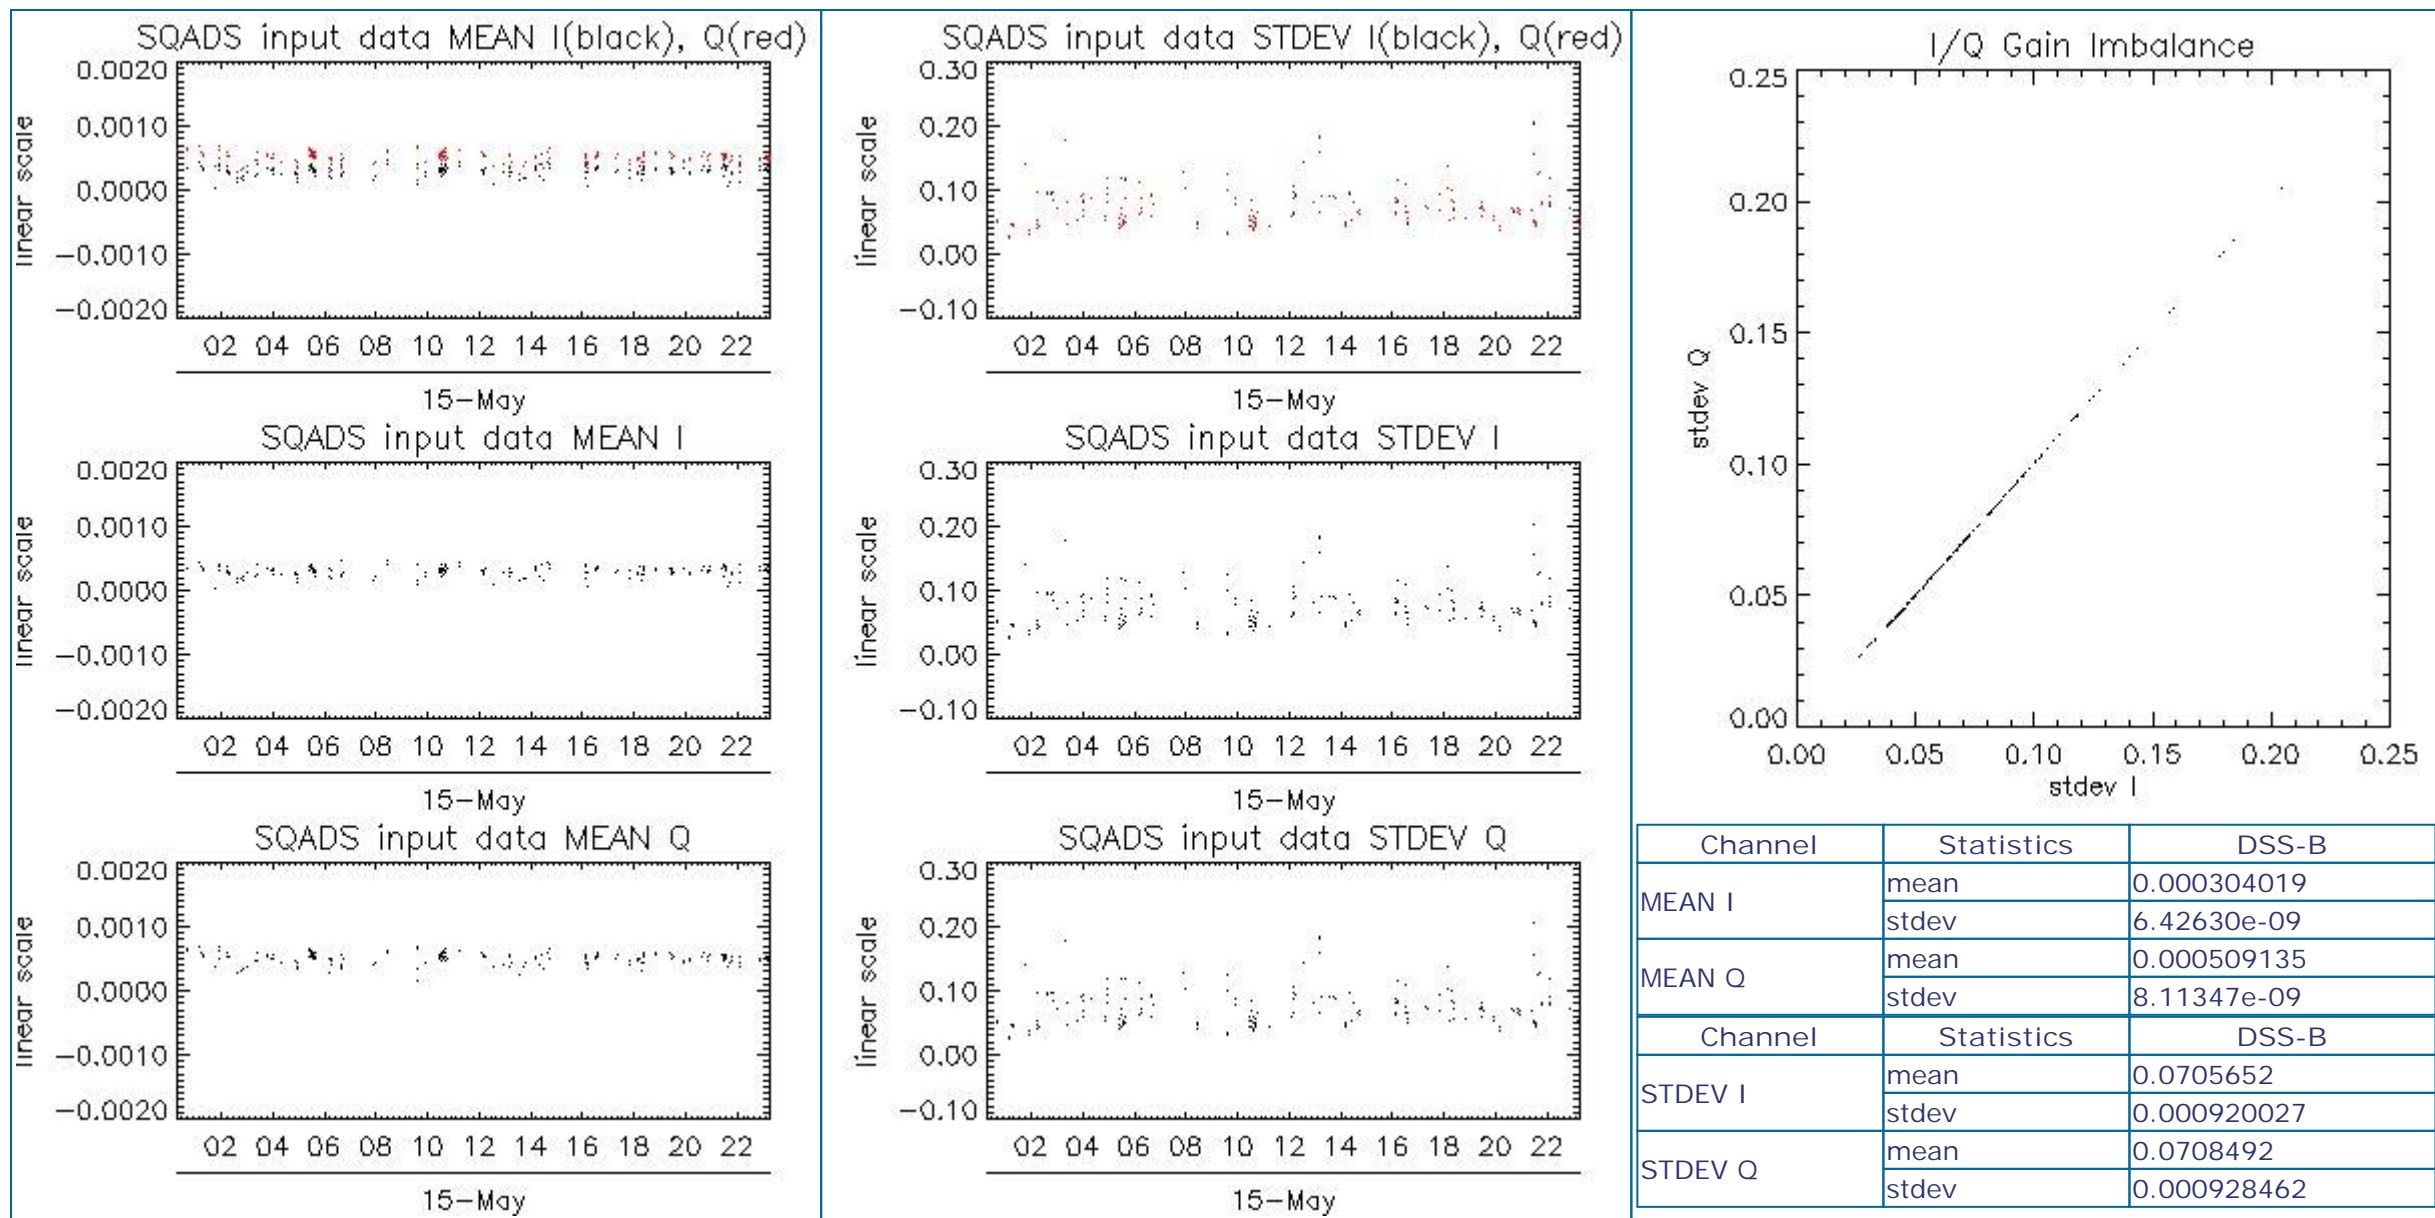 SQADS input data MEAN I(black), Q(red)
0.0020
0.0010
0.0000
-0.0010
-0.0020
linear scale
02 04 06 08 10 12 14 16 18 20 22
15-May
SQADS input data MEAN I
0.0020
0.0010
0.0000
-0.0010
-0.0020
linear scale
02 04 06 08 10 12 14 16 18 20 22
15-May
SQADS input data MEAN Q
0.0020
0.0010
0.0000
-0.0010
-0.0020
linear scale
02 04 06 08 10 12 14 16 18 20 22
15-May
SQADS input data STDEV I(black), Q(red)
0.30
0.20
0.10
0.00
-0.10
linear scale
02 04 06 08 10 12 14 16 18 20 22
15-May
SQADS input data STDEV I
0.30
0.20
0.10
0.00
-0.10
linear scale
02 04 06 08 10 12 14 16 18 20 22
15-May
SQADS input data STDEV Q
0.30
0.20
0.10
0.00
-0.10
linear scale
02 04 06 08 10 12 14 16 18 20 22
15-May
I/Q Gain Imbalance
0.25
0.20
0.15
0.10
0.05
0.00
stdev Q
0.00 0.05 0.10 0.15 0.20 0.25
stdev I
Channel Statistics DSS-B
MEAN I mean 0.000304019
stdev 6.42630e-09
MEAN Q mean 0.000509135
stdev 8.11347e-09
Channel Statistics DSS-B
STDEV I mean 0.0705652
stdev 0.000920027
STDEV Q mean 0.0708492
stdev 0.000928462